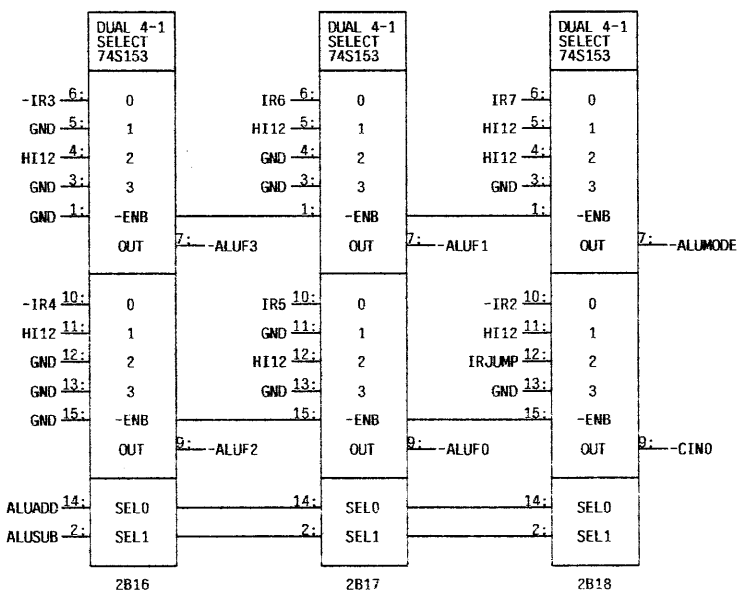 DUAL 4-1 DUAL 4-1 DUAL 4-1
SELECT SELECT SELECT
74S153 74S153 74S153
-IR3 6: 0 IR6 6: 0 IR7 6: 0
GND 5: 1 HI12 5: 1 HI12 5: 1
HI12 4: 2 GND 4: 2 HI12 4: 2
GND 3: 3 GND 3: 3 GND 3: 3
GND 1: -ENB 1: -ENB 1: -ENB
OUT 7: -ALUF3 OUT 7: -ALUF1 OUT 7: -ALUMODE
-IR4 10: 0 IR5 10: 0 -IR2 10: 0
HI12 11: 1 GND 11: 1 HI12 11: 1
GND 12: 2 HI12 12: 2 IRJUMP 12: 2
GND 13: 3 GND 13: 3 GND 13: 3
GND 15: -ENB 15: -ENB 15: -ENB
OUT 9: -ALUF2 OUT 9: -ALUF0 OUT 9: -CIN0
ALUADD 14: SEL0 14: SEL0 14: SEL0
ALUSUB 2: SEL1 2: SEL1 2: SEL1
2B16 2B17 2B18